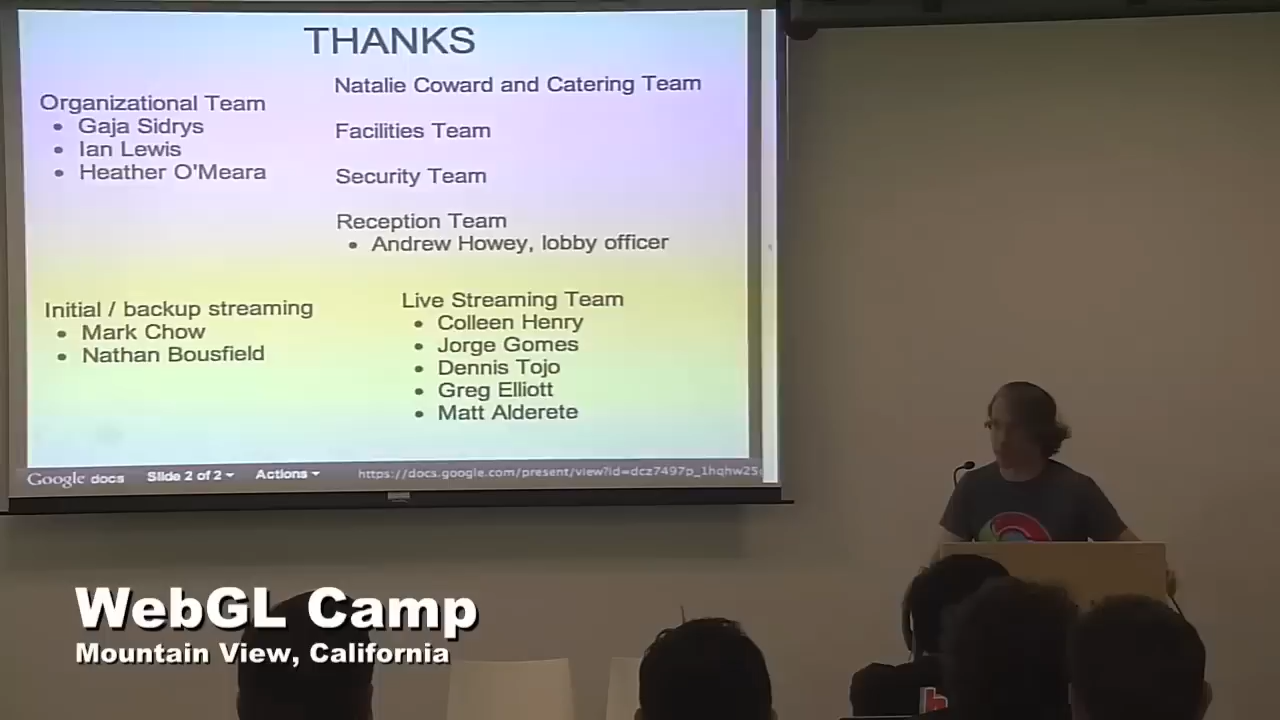 THANKS
Organizational Team
• Gaja Sidrys
• Ian Lewis
• Heather O'Meara
Natalie Coward and Catering Team
Facilities Team
Security Team
Reception Team
• Andrew Howey, lobby officer
Initial / backup streaming
• Mark Chow
• Nathan Bousfield
Live Streaming Team
• Colleen Henry
• Jorge Gomes
• Dennis Tojo
• Greg Elliott
• Matt Alderete
Google docs Slide 2 of 2 Actions https://docs.google.com/present/view?id=dcz7497p_1hqhw25
WebGL Camp
Mountain View, California